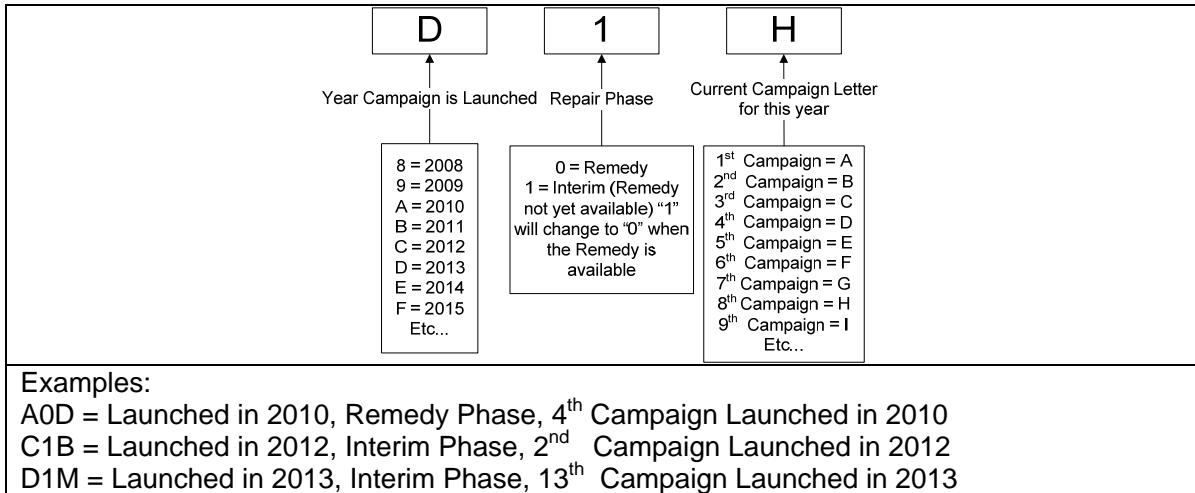 D 1 H
Year Campaign is Launched
Repair Phase
Current Campaign Letter
for this year
8 = 2008
9 = 2009
A = 2010
B = 2011
C = 2012
D = 2013
E = 2014
F = 2015
Etc...
0 = Remedy
1 = Interim (Remedy
not yet available) “1”
will change to “0” when
the Remedy is
available
1st Campaign = A
2nd Campaign = B
3rd Campaign = C
4th Campaign = D
5th Campaign = E
6th Campaign = F
7th Campaign = G
8th Campaign = H
9th Campaign = I
Etc...
Examples:
A0D = Launched in 2010, Remedy Phase, 4th Campaign Launched in 2010
C1B = Launched in 2012, Interim Phase, 2nd Campaign Launched in 2012
D1M = Launched in 2013, Interim Phase, 13th Campaign Launched in 2013